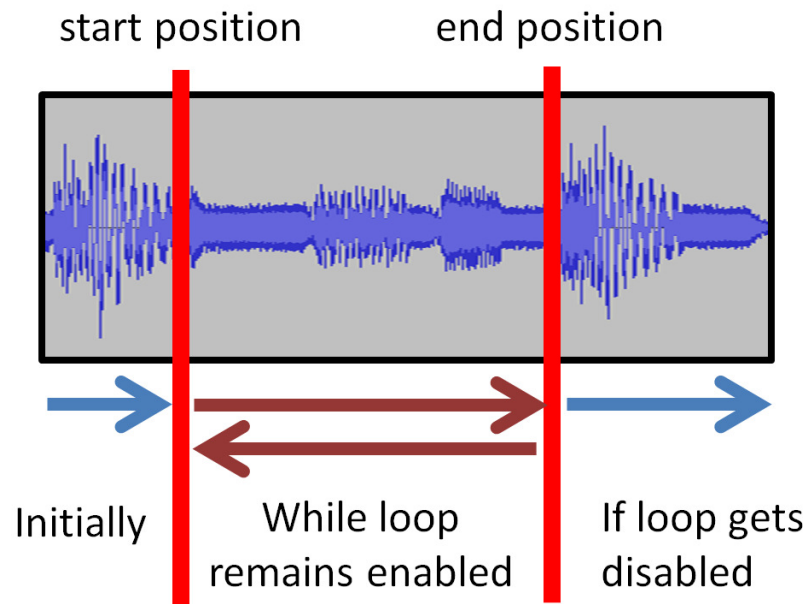 start position
end position
Initially
While loop
remains enabled
If loop gets
disabled